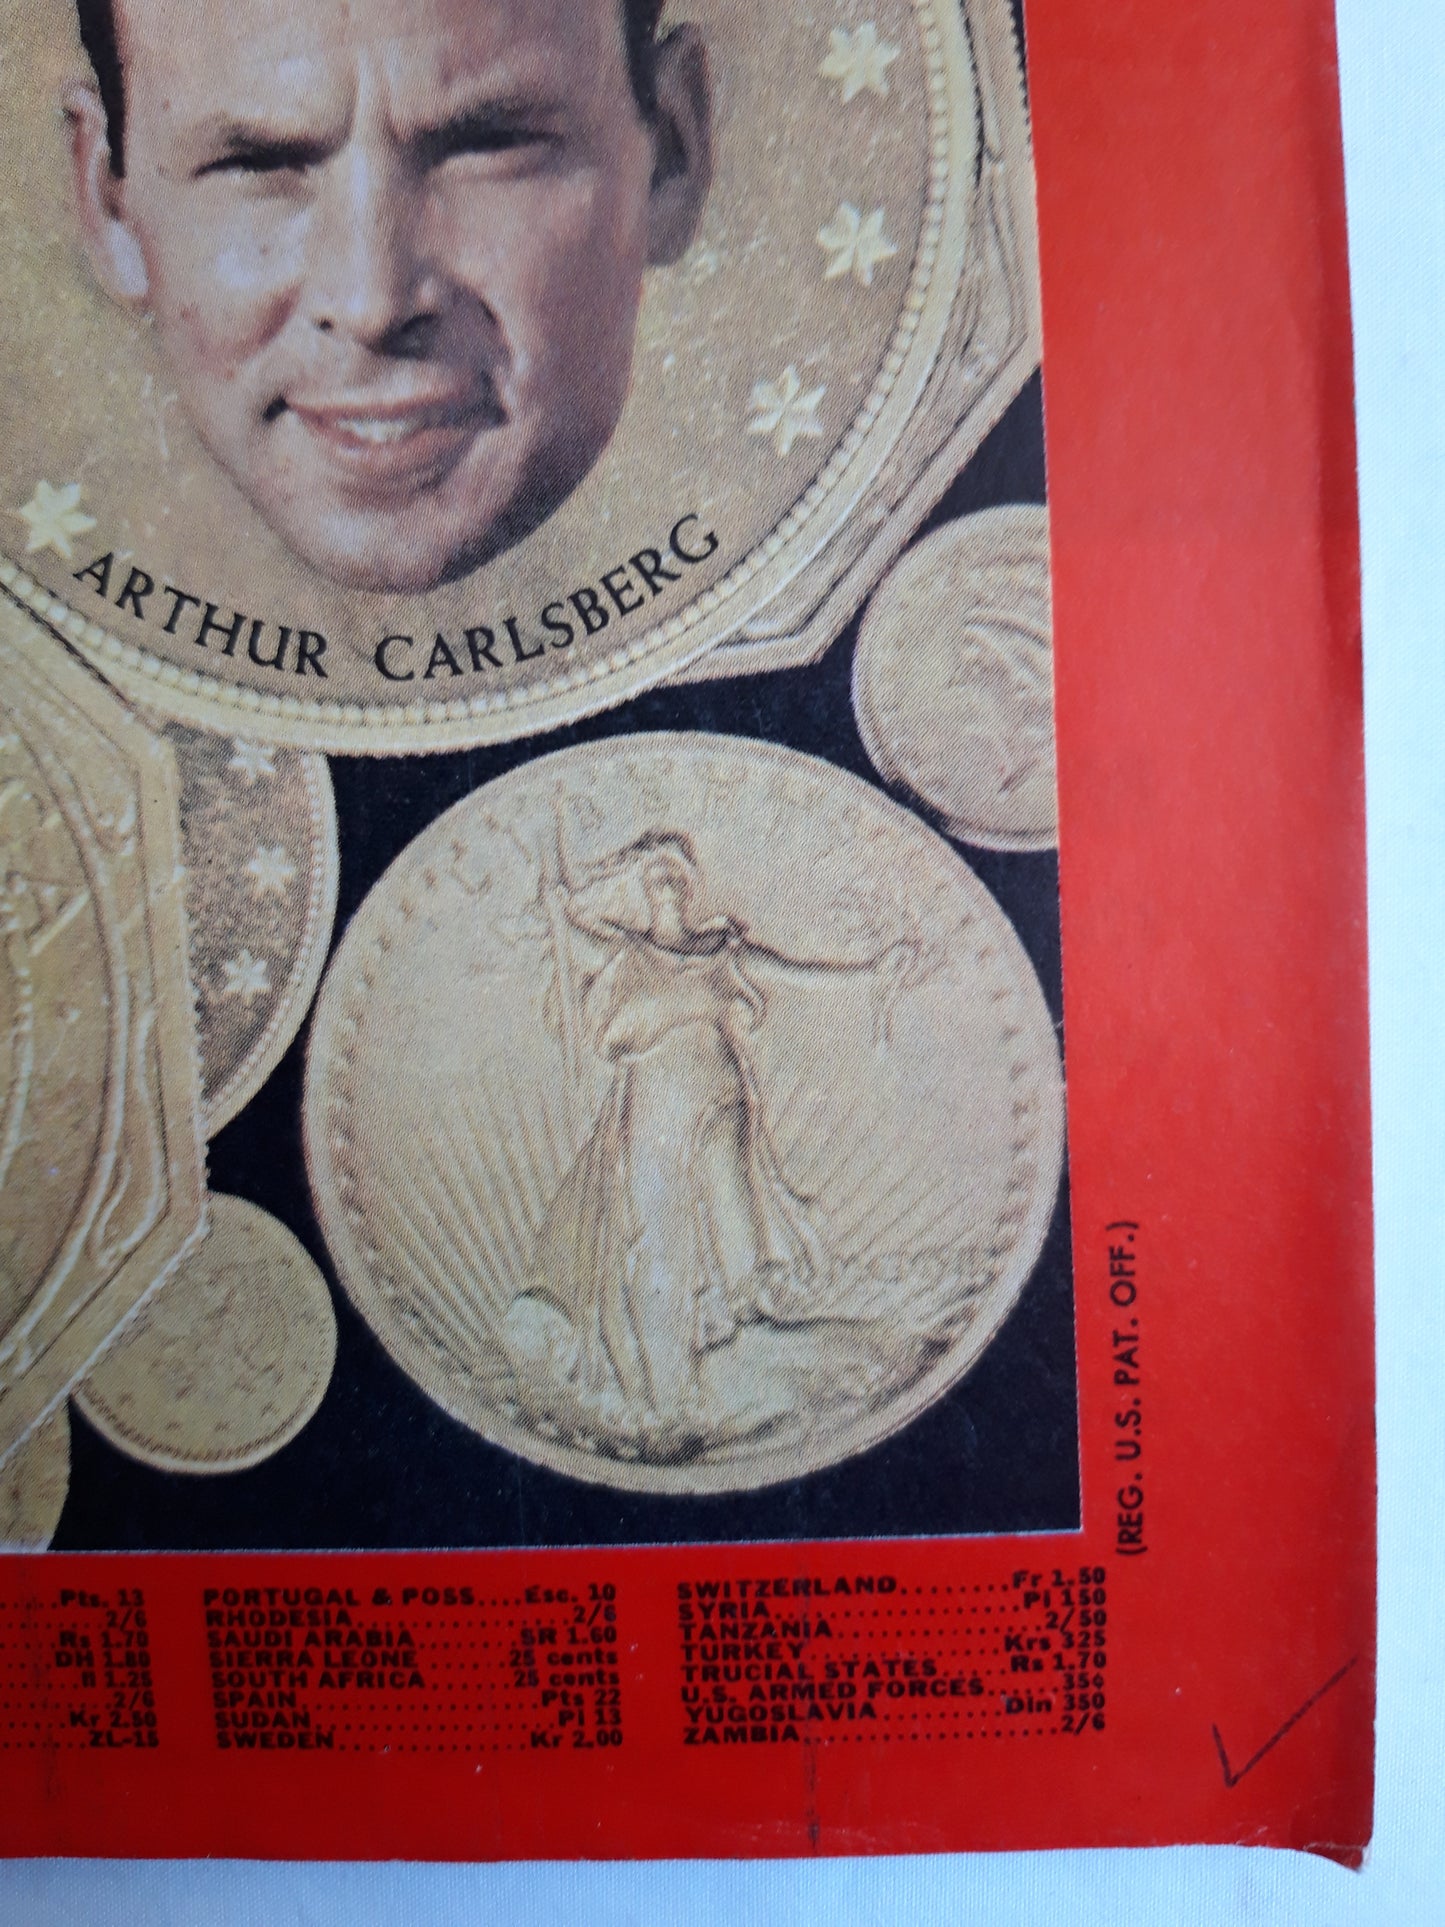 ARTHUR CARLSBERG
(REG. U.S. PAT. OFF.)
Pts. 13
2/6
Rs 1.70
DH 1.80
fl 1.25
2/6
Kr 2.50
ZL-15
PORTUGAL & POSS....Esc. 10
RHODESIA....................2/6
SAUDI ARABIA........SR 1.60
SIERRA LEONE.......25 cents
SOUTH AFRICA........25 cents
SPAIN......................Pts 22
SUDAN.....................Pi 13
SWEDEN...............Kr 2.00
SWITZERLAND........Fr 1.50
SYRIA....................Pi 150
TANZANIA.................2/50
TURKEY................Krs 325
TRUCIAL STATES......Rs 1.70
U.S. ARMED FORCES......35¢
YUGOSLAVIA.........Din 350
ZAMBIA.....................2/6